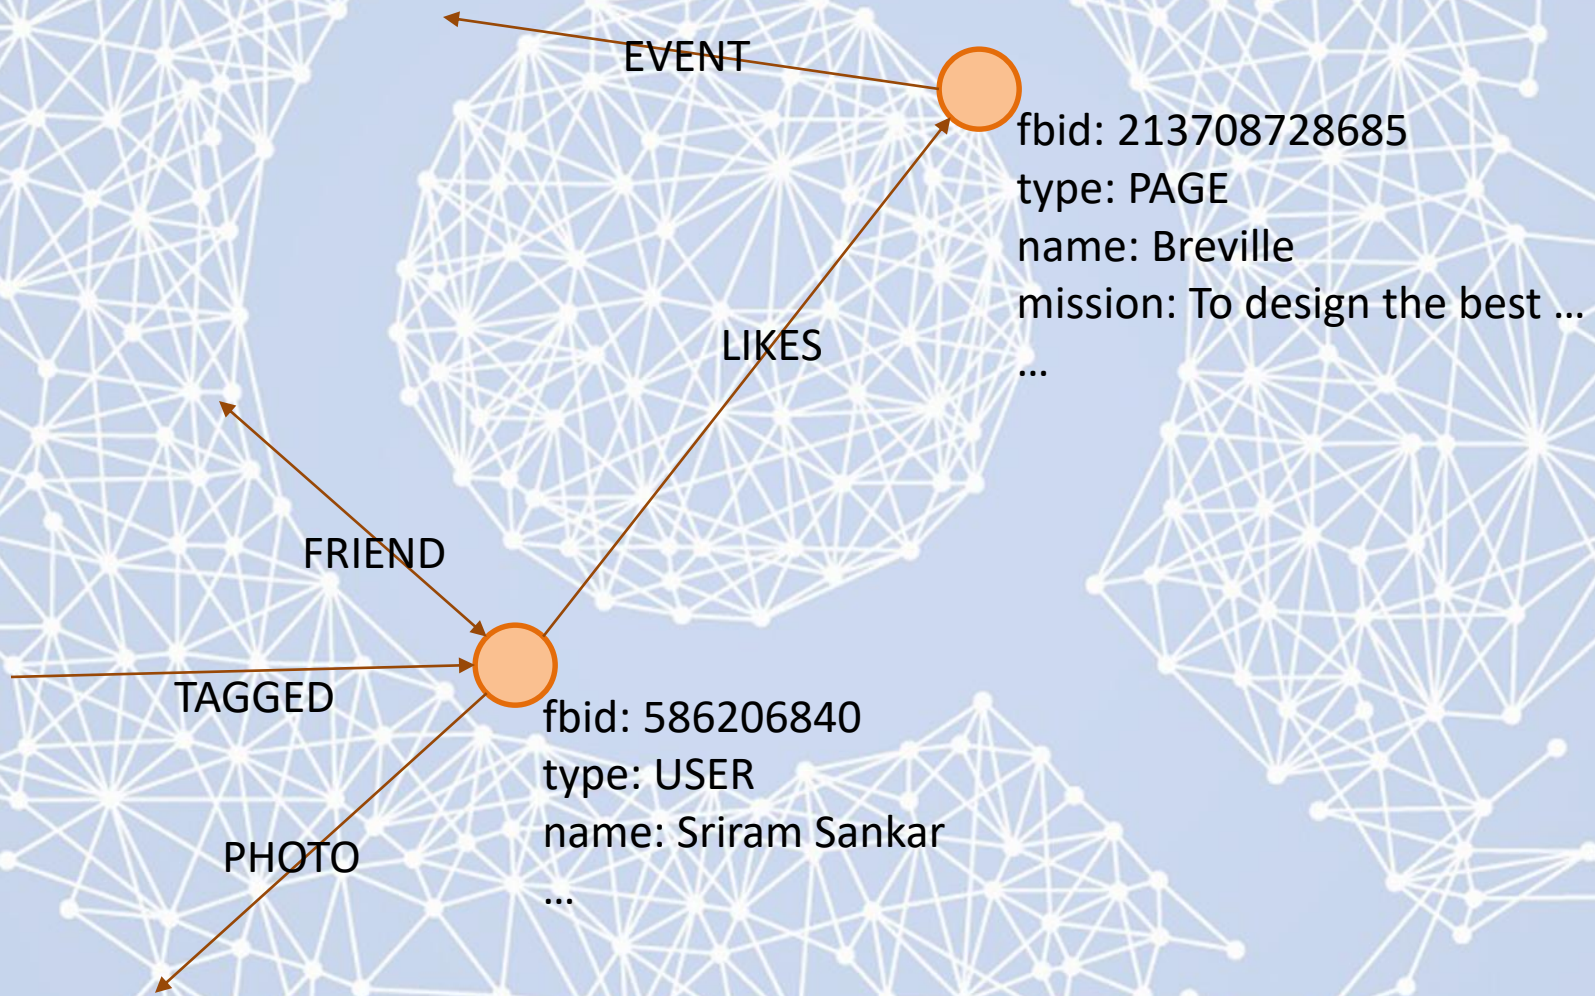 EVENT
fbid: 213708728685
type: PAGE
name: Breville
mission: To design the best ...
...
LIKES
FRIEND
TAGGED
fbid: 586206840
type: USER
name: Sriram Sankar
...
PHOTO